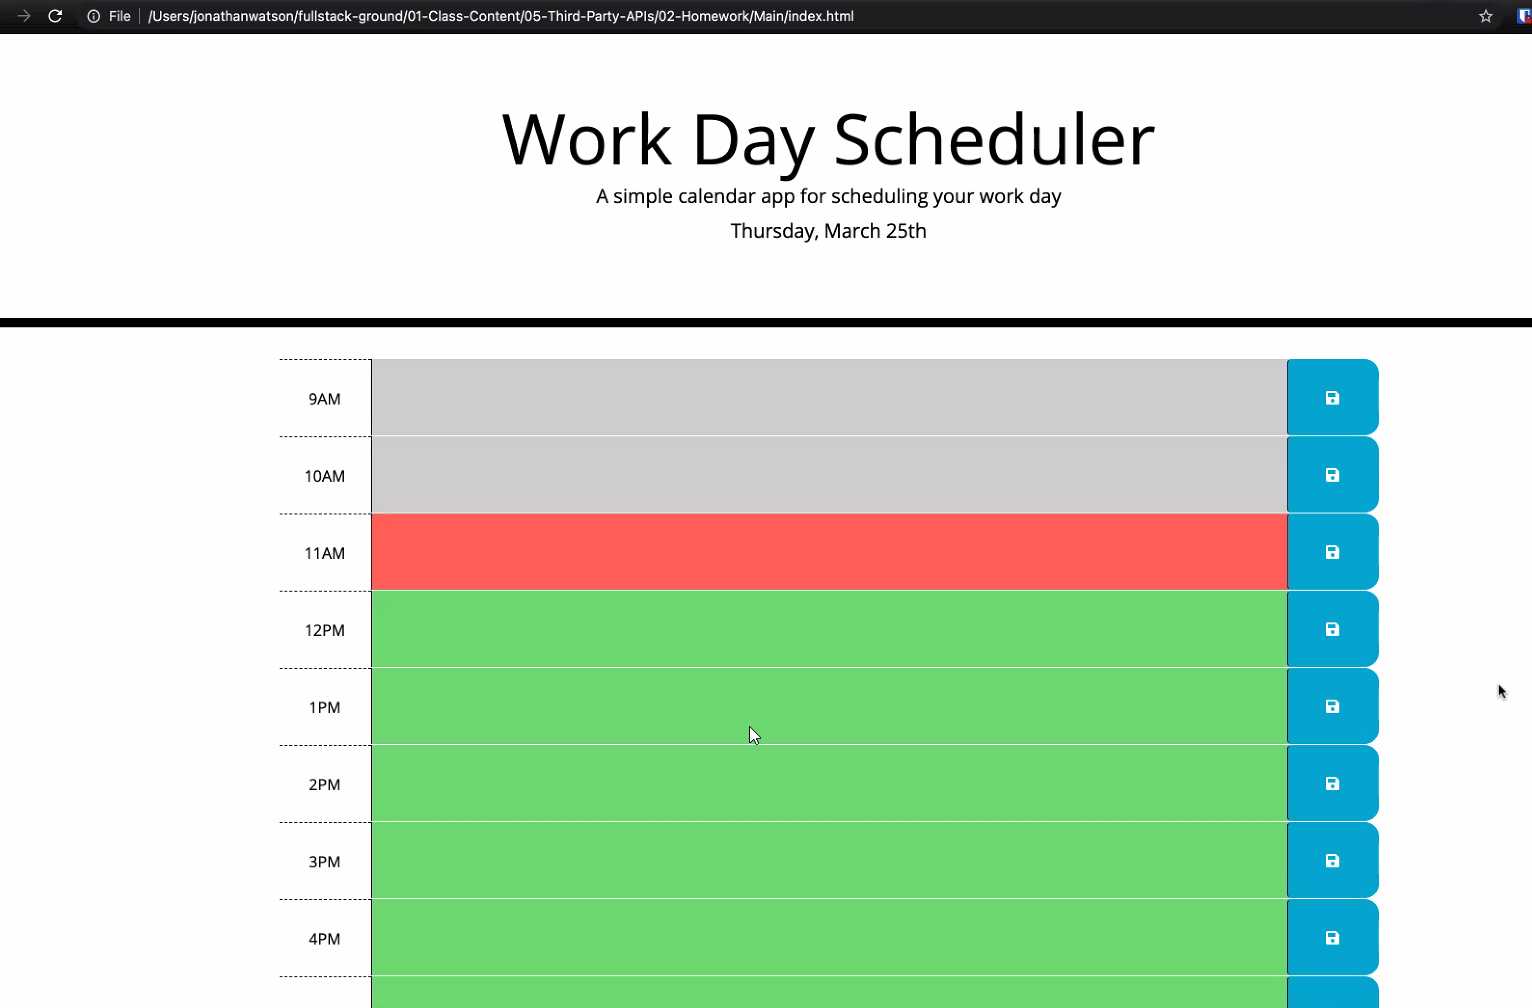 File /Users/jonathanwatson/fullstack-ground/01-Class-Content/05-Third-Party-APIs/02-Homework/Main/index.html
Work Day Scheduler
A simple calendar app for scheduling your work day
Thursday, March 25th
9AM
10AM
11AM
12PM
1PM
2PM
3PM
4PM